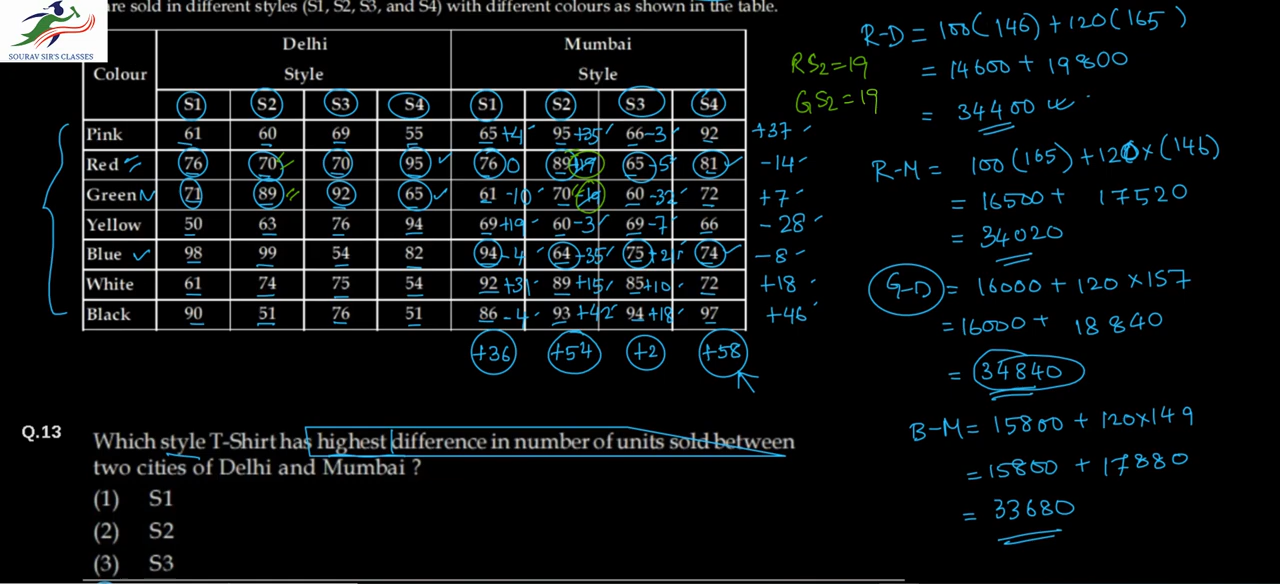 are sold in different styles (S1, S2, S3, and S4) with different colours as shown in the table.
SOURAV SIR'S CLASSES
Colour Delhi Mumbai
Style Style
S1 S2 S3 S4 S1 S2 S3 S4
Pink 61 60 69 55 65 +4 95 +35 66 -3 92 +37
Red 76 70 70 95 76 0 89 +19 65 -5 81 -14
Green 71 89 92 65 61 -10 70 -19 60 -32 72 +7
Yellow 50 63 76 94 69 +19 60 -3 69 -7 66 -28
Blue 98 99 54 82 94 -4 64 -35 75 +21 74 -8
White 61 74 75 54 92 +31 89 +15 85 +10 72 +18
Black 90 51 76 51 86 -4 93 +42 94 +18 97 +46
+36 +54 +2 +58
RS2=19
GS2=19
R-D = 100(146) + 120(165)
= 14600 + 19800
= 34400
R-M = 100(165) + 120×(146)
= 16500 + 17520
= 34020
G-D = 16000 + 120×157
= 16000 + 18840
= 34840
B-M = 15800 + 120×149
= 15800 + 17880
= 33680
Q.13 Which style T-Shirt has highest difference in number of units sold between
two cities of Delhi and Mumbai ?
(1) S1
(2) S2
(3) S3